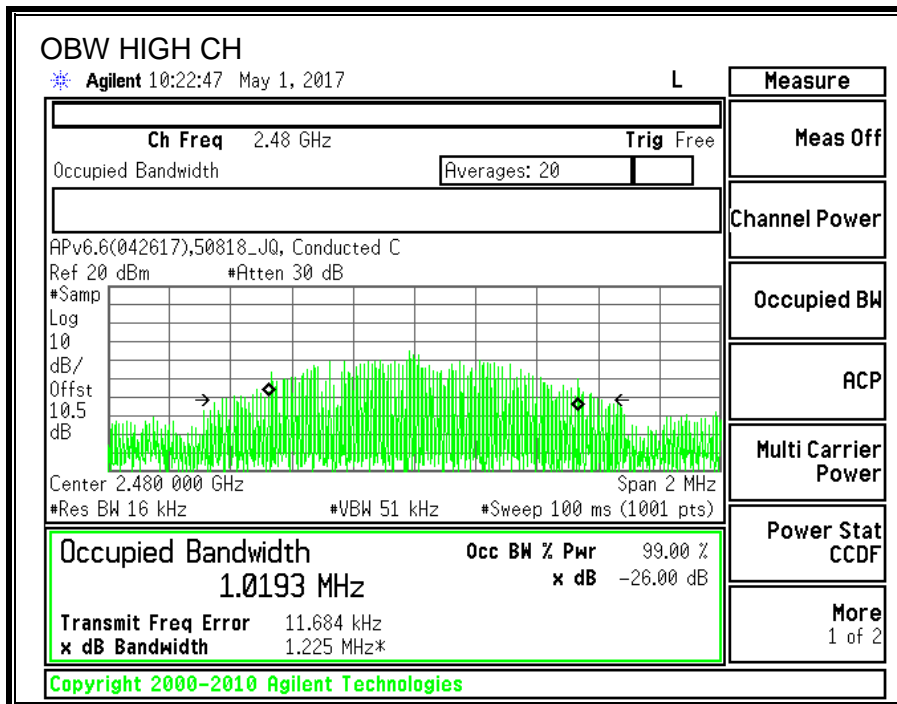 OBW HIGH CH
Agilent 10:22:47 May 1, 2017 L
Measure
Ch Freq 2.48 GHz Trig Free
Meas Off
Occupied Bandwidth Averages: 20
Channel Power
APv6.6(042617),50818_JQ, Conducted C
Ref 20 dBm #Atten 30 dB
#Samp
Log
10
dB/
Offst
10.5
dB
Occupied BW
ACP
Multi Carrier
Power
Center 2.480 000 GHz Span 2 MHz
#Res BW 16 kHz #VBW 51 kHz #Sweep 100 ms (1001 pts)
Power Stat
CCDF
Occupied Bandwidth Occ BW % Pwr 99.00 %
1.0193 MHz x dB -26.00 dB
Transmit Freq Error 11.684 kHz
x dB Bandwidth 1.225 MHz*
More
1 of 2
Copyright 2000-2010 Agilent Technologies